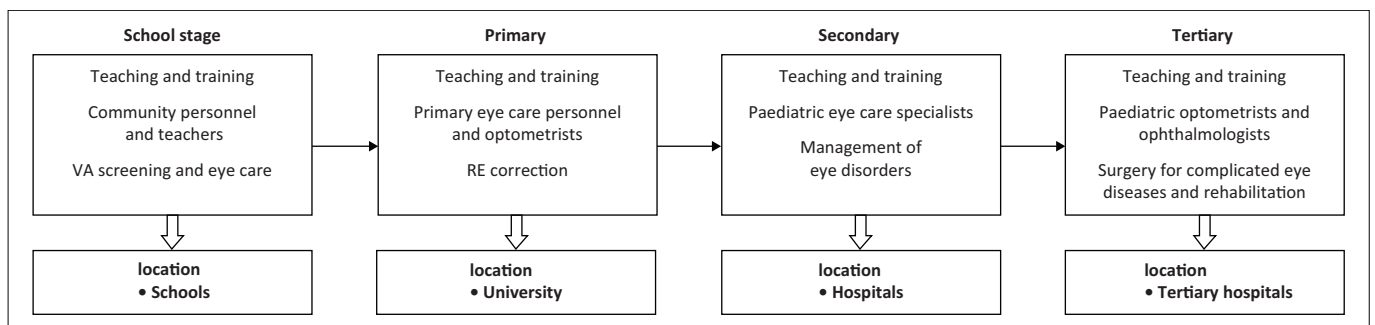 School stage
Teaching and training
Community personnel
and teachers
VA screening and eye care
location
• Schools
Primary
Teaching and training
Primary eye care personnel
and optometrists
RE correction
location
• University
Secondary
Teaching and training
Paediatric eye care specialists
Management of
eye disorders
location
• Hospitals
Tertiary
Teaching and training
Paediatric optometrists and
ophthalmologists
Surgery for complicated eye
diseases and rehabilitation
location
• Tertiary hospitals